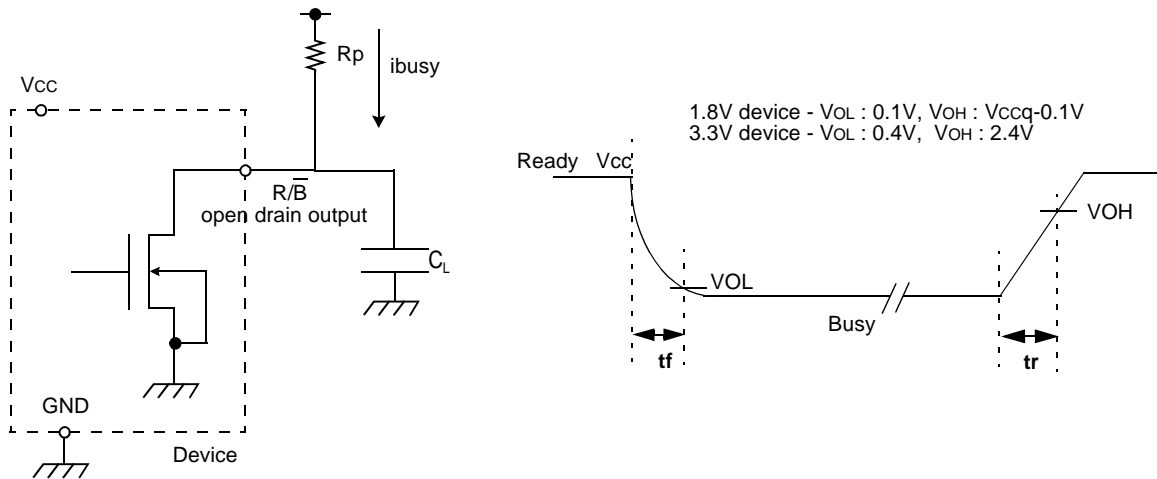 Rp
ibusy
VCC
R/B̅
open drain output
CL
GND
Device
1.8V device - VOL : 0.1V, VOH : VCCq-0.1V
3.3V device - VOL : 0.4V, VOH : 2.4V
Ready Vcc
VOH
VOL
Busy
tf
tr